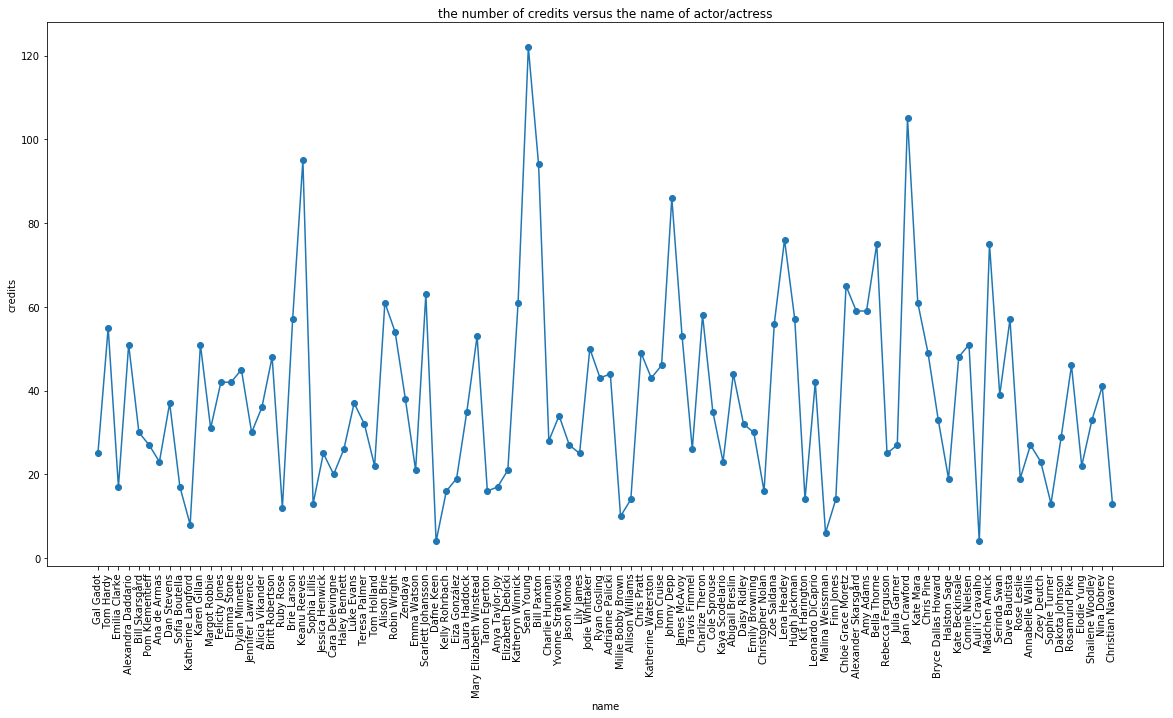 the number of credits versus the name of actor/actress
credits
120
100
80
60
40
20
0
Gal Gadot
Tom Hardy
Emilia Clarke
Alexandra Daddario
Bill Skarsgård
Pom Klementieff
Ana de Armas
Dan Stevens
Sofia Boutella
Katherine Langford
Karen Gillan
Margot Robbie
Felicity Jones
Emma Stone
Dylan Minnette
Jennifer Lawrence
Alicia Vikander
Britt Robertson
Ruby Rose
Brie Larson
Keanu Reeves
Sophia Lillis
Jessica Henwick
Cara Delevingne
Haley Bennett
Luke Evans
Teresa Palmer
Tom Holland
Alison Brie
Robin Wright
Zendaya
Emma Watson
Scarlett Johansson
Dafne Keen
Kelly Rohrbach
Eiza González
Laura Haddock
Mary Elizabeth Winstead
Taron Egerton
Anya Taylor-Joy
Elizabeth Debicki
Katheryn Winnick
Sean Young
Bill Paxton
Charlie Hunnam
Yvonne Strahovski
Jason Momoa
Lily James
Jodie Whittaker
Ryan Gosling
Adrianne Palicki
Millie Bobby Brown
Allison Williams
Chris Pratt
Katherine Waterston
Tom Cruise
Johnny Depp
James McAvoy
Travis Fimmel
Charlize Theron
Cole Sprouse
Kaya Scodelario
Abigail Breslin
Daisy Ridley
Emily Browning
Christopher Nolan
Zoe Saldana
Lena Headey
Hugh Jackman
Kit Harington
Leonardo DiCaprio
Malina Weissman
Finn Jones
Chloë Grace Moretz
Alexander Skarsgård
Amy Adams
Bella Thorne
Rebecca Ferguson
Julia Garner
Joan Crawford
Kate Mara
Chris Pine
Bryce Dallas Howard
Halston Sage
Kate Beckinsale
Connie Nielsen
Auli'i Cravalho
Mädchen Amick
Serinda Swan
Dave Bautista
Rose Leslie
Annabelle Wallis
Zoey Deutch
Sophie Turner
Dakota Johnson
Rosamund Pike
Elodie Yung
Shailene Woodley
Nina Dobrev
Christian Navarro
name